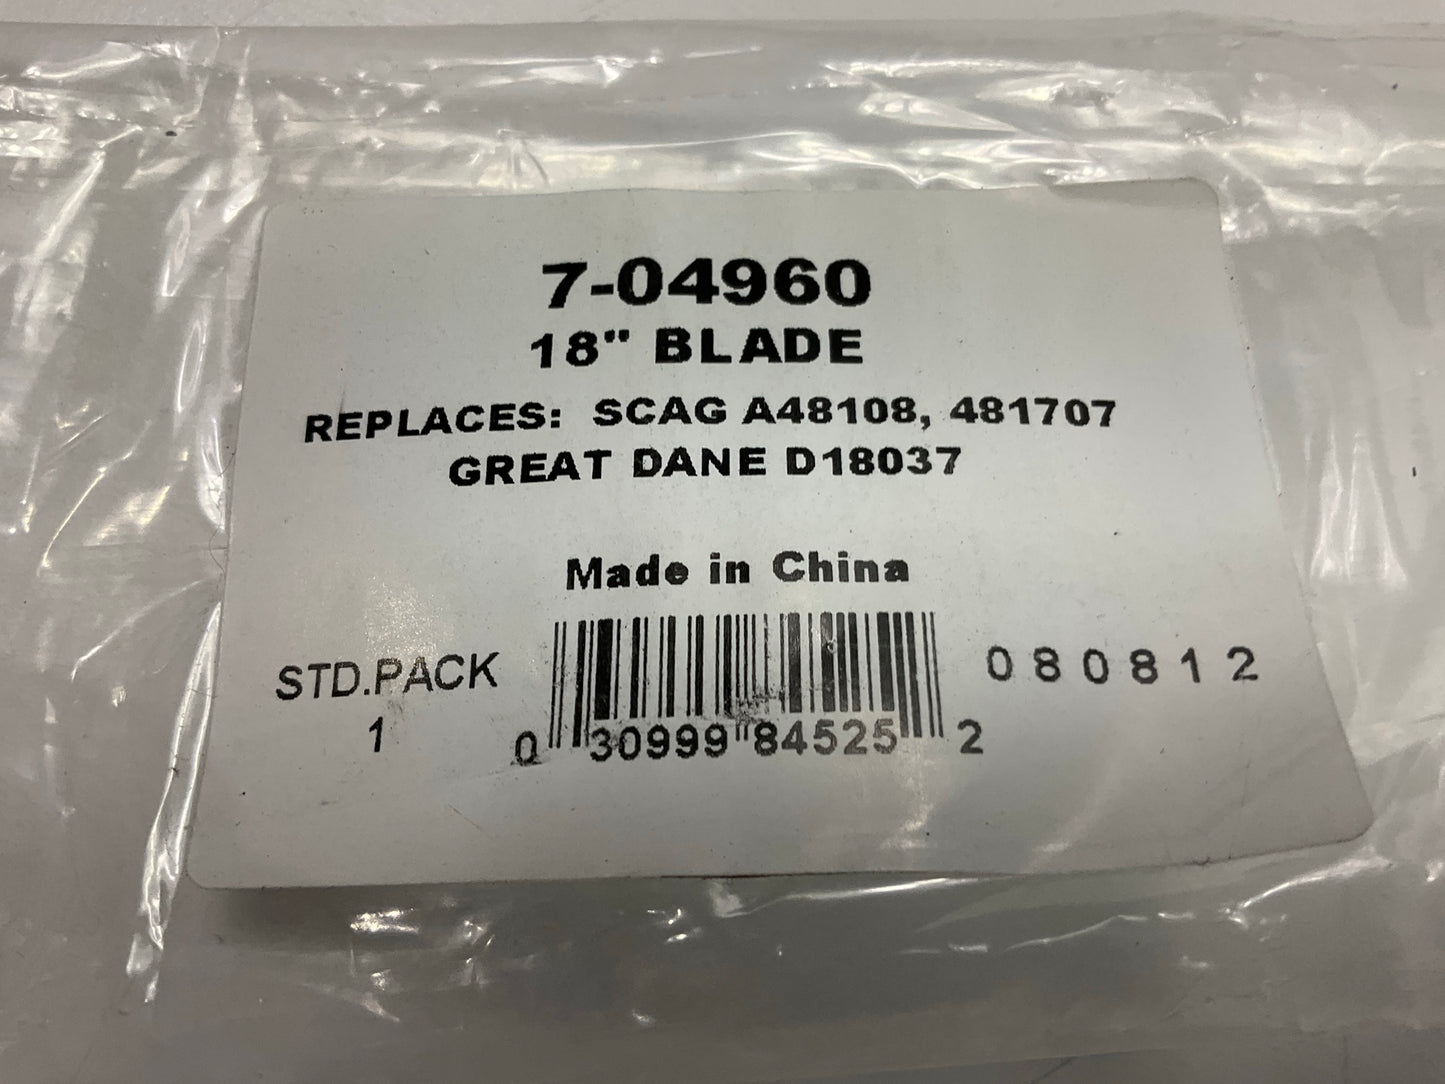 7-04960
18" BLADE
REPLACES: SCAG A48108, 481707
GREAT DANE D18037
Made in China
STD.PACK
1
0 30999 84525 2
080812